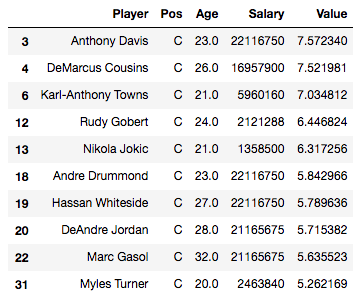 Player Pos Age Salary Value
3 Anthony Davis C 23.0 22116750 7.572340
4 DeMarcus Cousins C 26.0 16957900 7.521981
6 Karl-Anthony Towns C 21.0 5960160 7.034812
12 Rudy Gobert C 24.0 2121288 6.446824
13 Nikola Jokic C 21.0 1358500 6.317256
18 Andre Drummond C 23.0 22116750 5.842966
19 Hassan Whiteside C 27.0 22116750 5.789636
20 DeAndre Jordan C 28.0 21165675 5.715382
22 Marc Gasol C 32.0 21165675 5.635523
31 Myles Turner C 20.0 2463840 5.262169